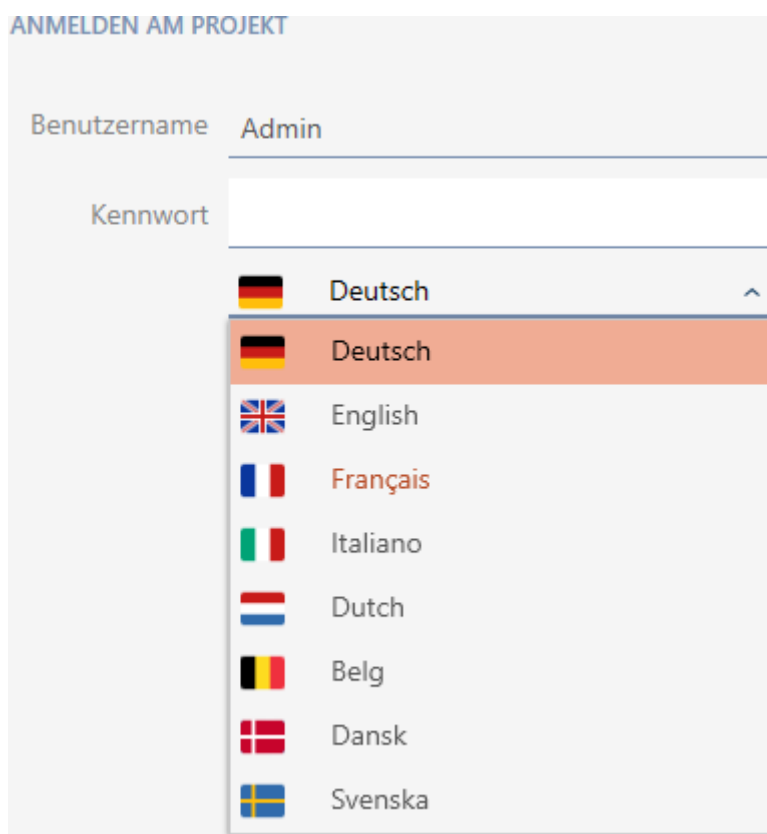 ANMELDEN AM PROJEKT
Benutzername Admin
Kennwort
Deutsch
Deutsch
English
Français
Italiano
Dutch
Belg
Dansk
Svenska